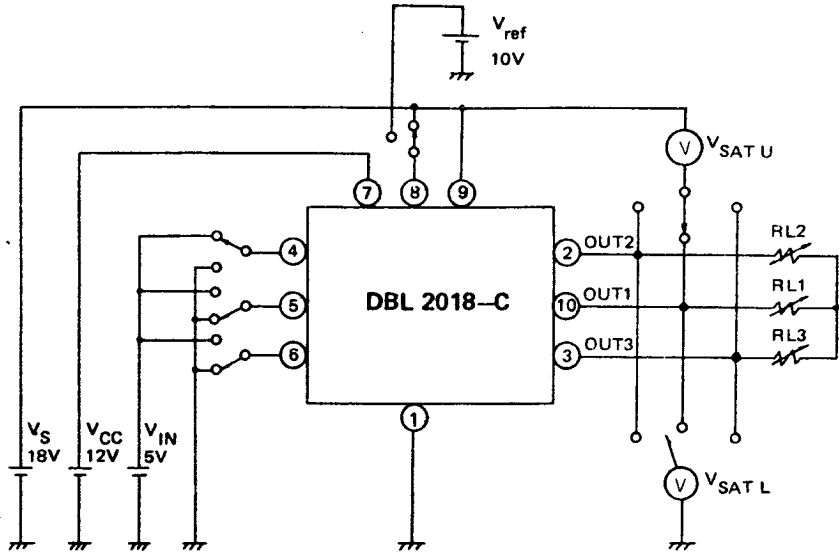 V_ref
10V
V
V_SAT U
7
8
9
4
2
OUT2
RL2
DBL 2018–C
5
10
OUT1
RL1
6
3
OUT3
RL3
1
V_S
18V
V_CC
12V
V_IN
5V
V
V_SAT L